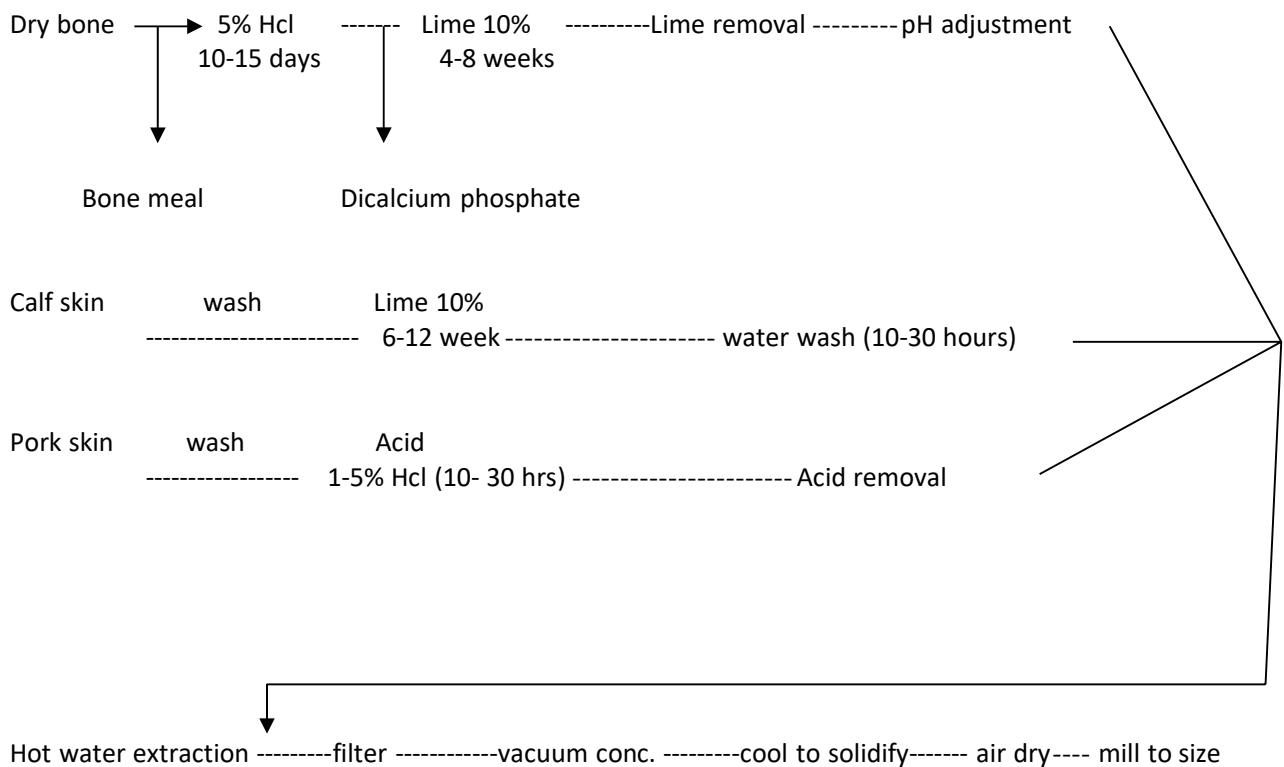 Dry bone 5% Hcl ------- Lime 10% ----------Lime removal --------pH adjustment
10-15 days 4-8 weeks
Bone meal Dicalcium phosphate
Calf skin wash Lime 10%
------------------------- 6-12 week ---------------------- water wash (10-30 hours)
Pork skin wash Acid
------------------ 1-5% Hcl (10- 30 hrs) ----------------------- Acid removal
Hot water extraction ---------filter ------------vacuum conc. ---------cool to solidify------- air dry---- mill to size